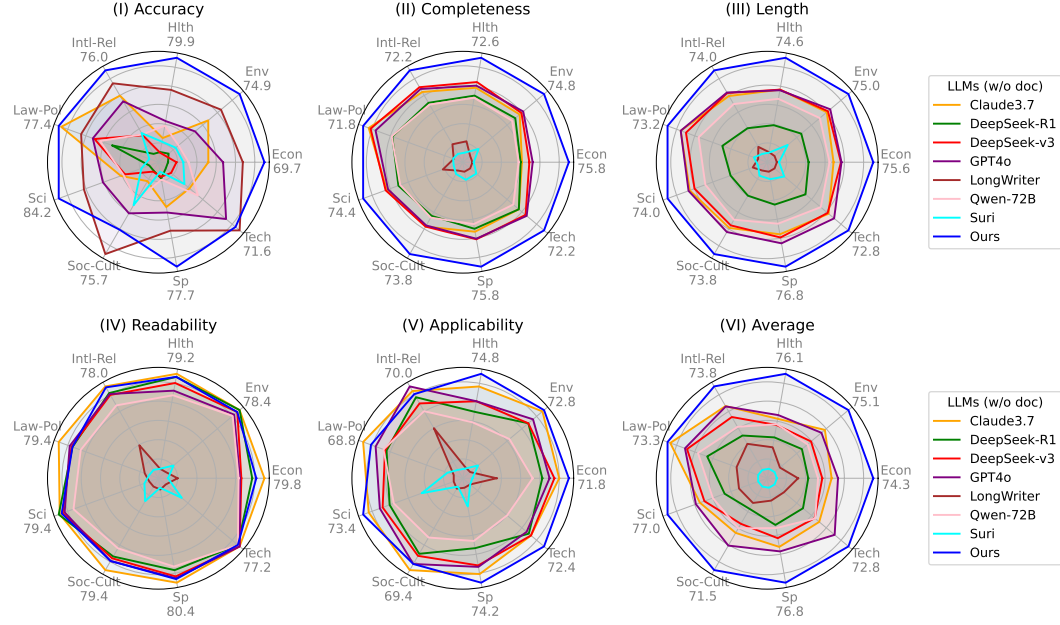 (I) Accuracy
Hlth
79.9
Intl-Rel
76.0
Env
74.9
Law-Pol
77.4
Econ
69.7
Sci
84.2
Tech
71.6
Soc-Cult
75.7
Sp
77.7
(II) Completeness
Hlth
72.6
Intl-Rel
72.2
Env
74.8
Law-Pol
71.8
Econ
75.8
Sci
74.4
Tech
72.2
Soc-Cult
73.8
Sp
75.8
(III) Length
Hlth
74.6
Intl-Rel
74.0
Env
75.0
Law-Pol
73.2
Econ
75.6
Sci
74.0
Tech
72.8
Soc-Cult
73.8
Sp
76.8
LLMs (w/o doc)
Claude3.7
DeepSeek-R1
DeepSeek-v3
GPT4o
LongWriter
Qwen-72B
Suri
Ours
(IV) Readability
Hlth
79.2
Intl-Rel
78.0
Env
78.4
Law-Pol
79.4
Econ
79.8
Sci
79.4
Tech
77.2
Soc-Cult
79.4
Sp
80.4
(V) Applicability
Hlth
74.8
Intl-Rel
70.0
Env
72.8
Law-Pol
68.8
Econ
71.8
Sci
73.4
Tech
72.4
Soc-Cult
69.4
Sp
74.2
(VI) Average
Hlth
76.1
Intl-Rel
73.8
Env
75.1
Law-Pol
73.3
Econ
74.3
Sci
77.0
Tech
72.8
Soc-Cult
71.5
Sp
76.8
LLMs (w/o doc)
Claude3.7
DeepSeek-R1
DeepSeek-v3
GPT4o
LongWriter
Qwen-72B
Suri
Ours